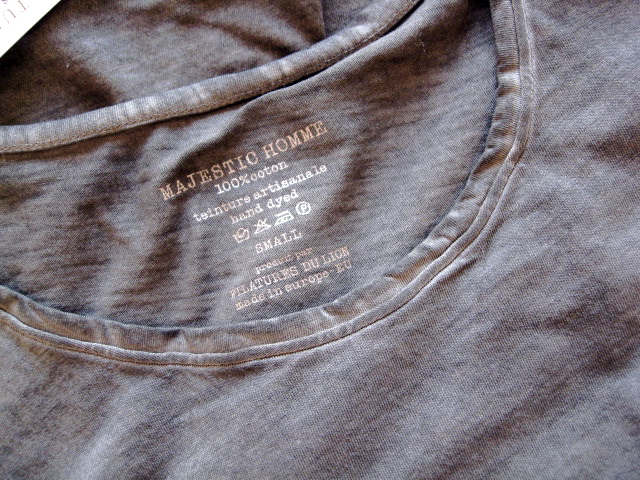 MAJESTIC HOMME
100%coton
teinture artisanale
hand dyed
SMALL
produit par
FILATURES DU LION
made in europe-EU